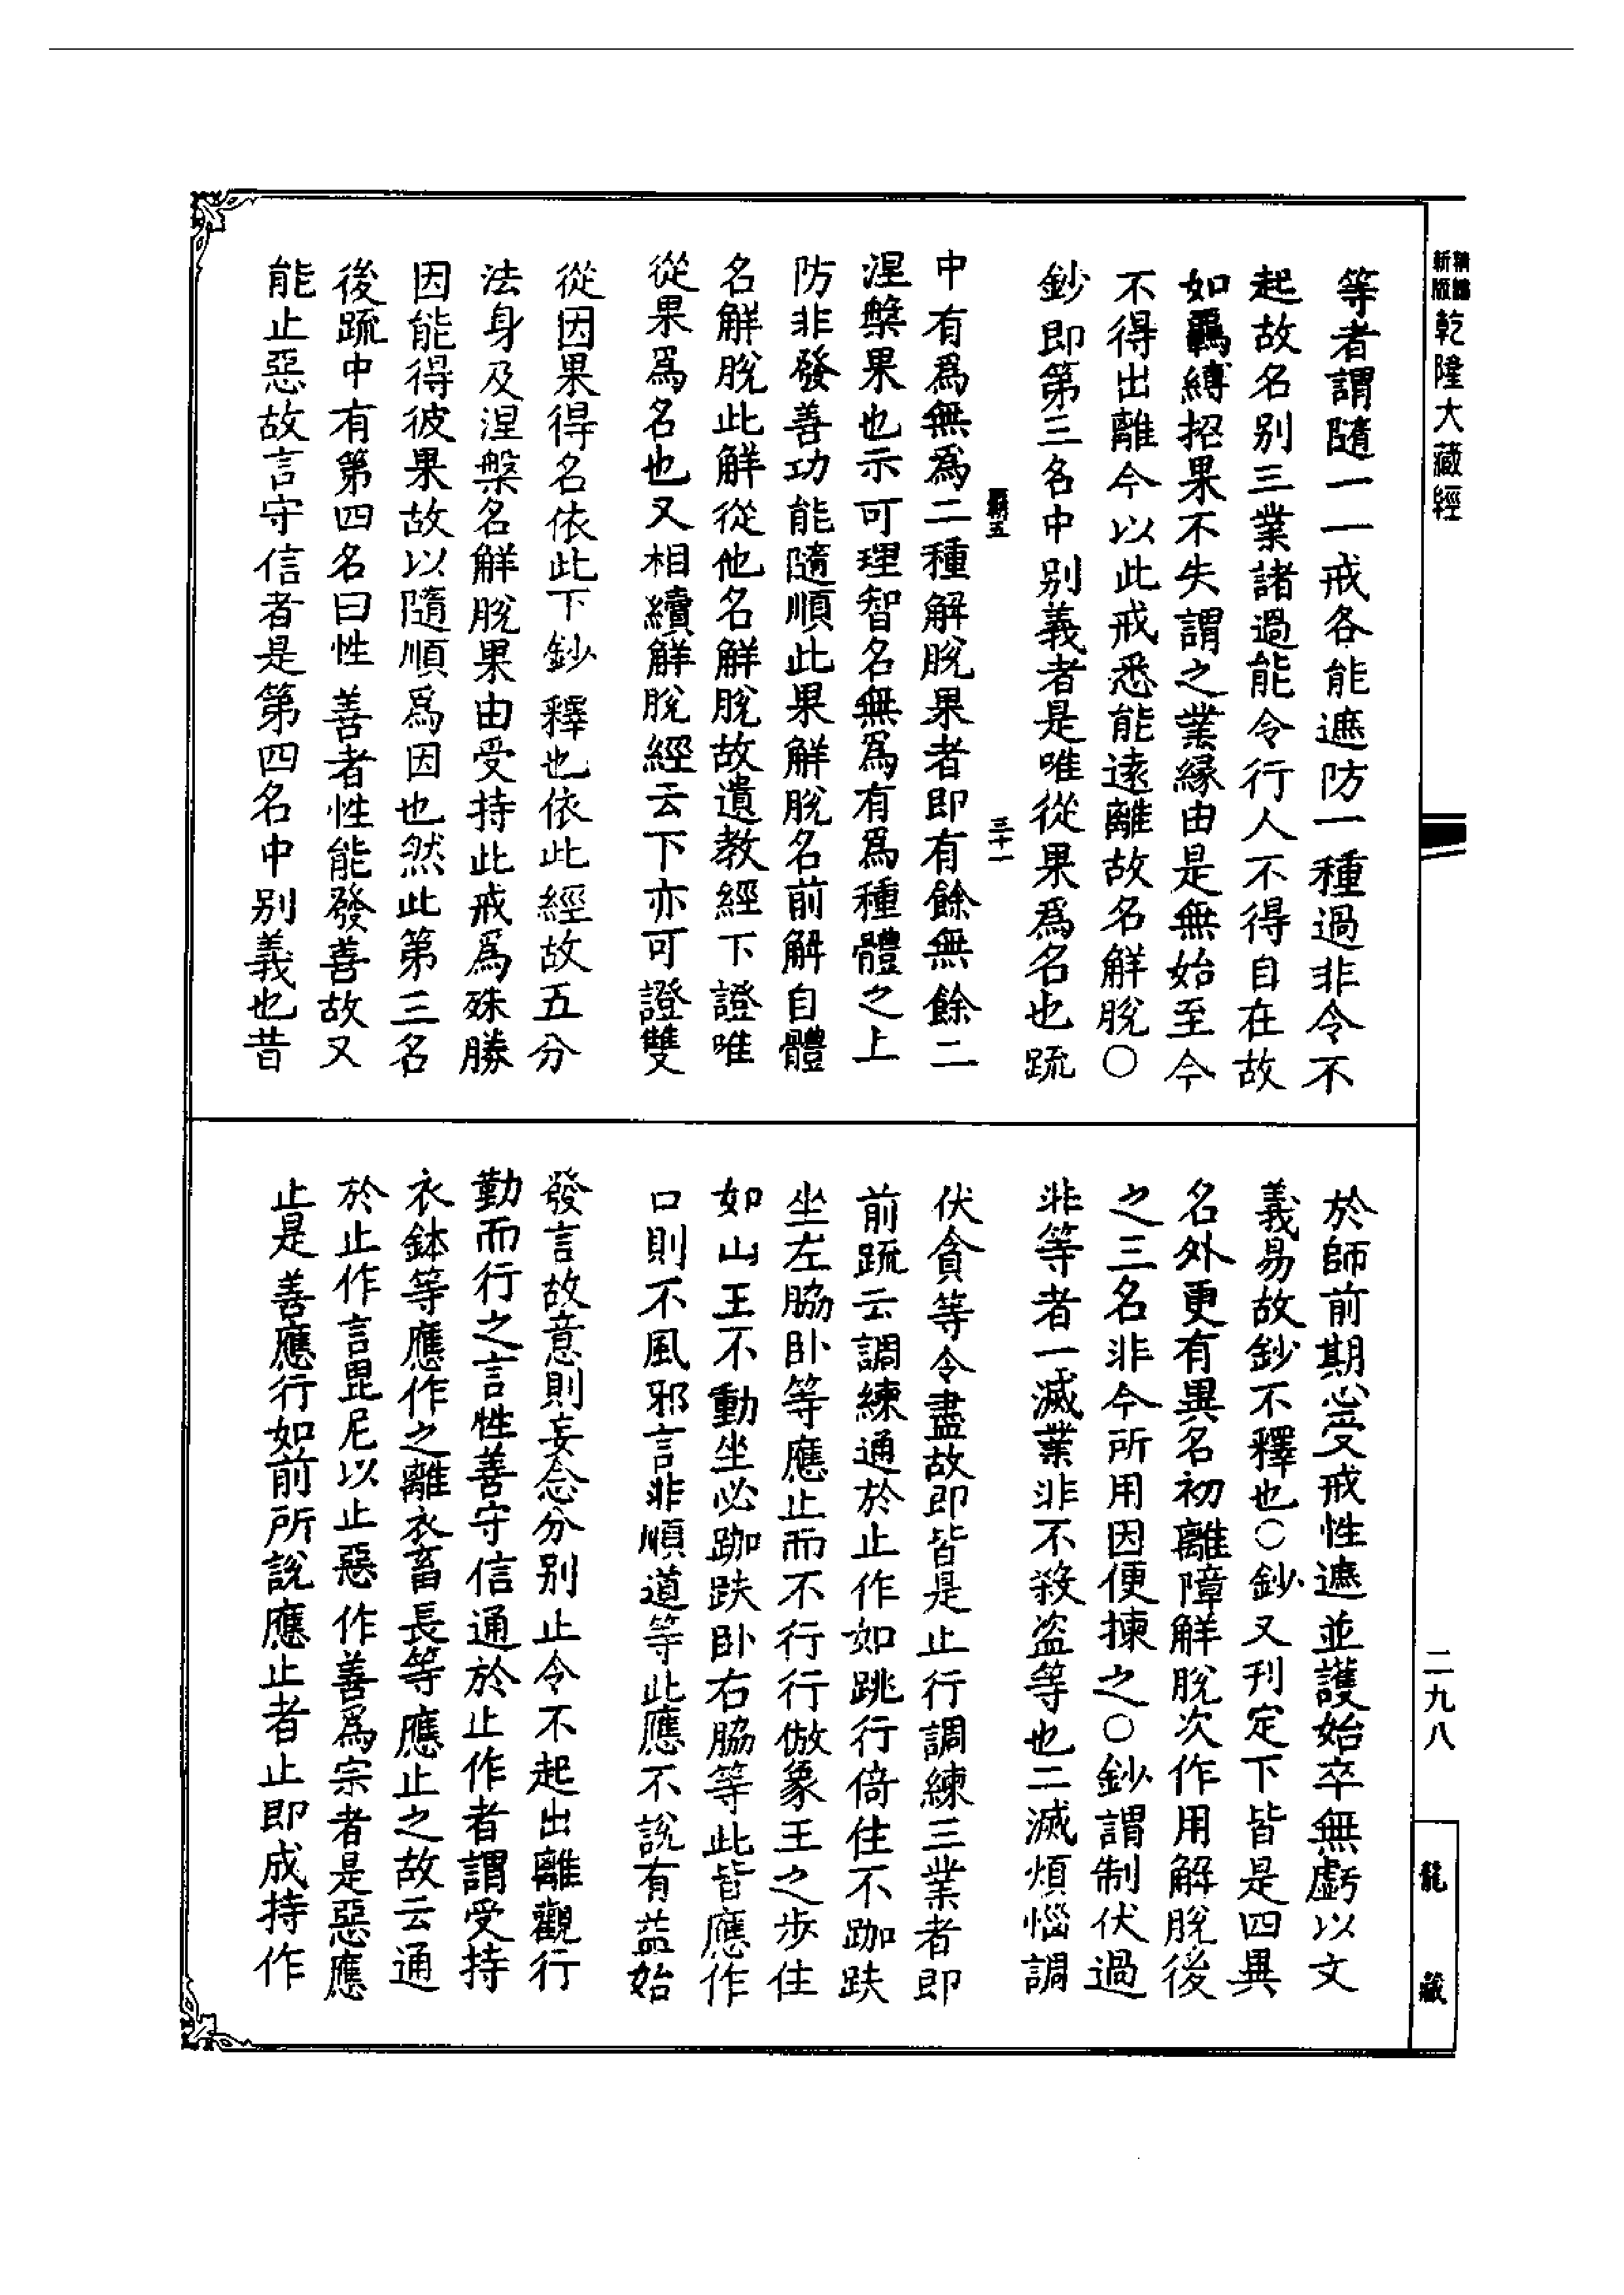 新版
精縮
乾隆大藏經
二九八
龍藏
等者謂隨一一戒各能遮防一種過非令不
起故名別三業諸過能令行人不得自在故
如羈縛招果不失謂之業緣由是無始至今
不得出離今以此戒悉能遠離故名解脫○
鈔即第三名中別義者是唯從果爲名也䟽
中有爲無爲二種解脫果者即有餘無餘二
涅槃果也示可理智名無爲有爲種體之上
防非發善功能隨順此果解脫名前解自體
名解脫此解從他名解脫故遺教經下證唯
從果爲名也又相續解脫經云下亦可證雙
從因果得名依此下鈔釋也依此經故五分
法身及涅槃名解脫果由受持此戒爲殊勝
因能得彼果故以隨順爲因也然此第三名
後䟽中有第四名曰性善者性能發善故又
能止惡故言守信者是第四名中別義也昔
三十一
於師前期心受戒性遮並護始卒無虧以文
義易故鈔不釋也○鈔又刋定下皆是四異
名外更有異名初離障解脫次作用解脫後
之三名非今所用因便揀之○鈔謂制伏過
非等者一滅業非不殺盜等也二滅煩惱調
伏貪等令盡故即皆是止行調練三業者即
前䟽云調練通於止作如跳行倚住不跏趺
坐左脇卧等應止而不行行倣象王之步住
如山王不動坐必跏趺卧右脇等此皆應作
口則不風邪言非順道等此應不說有益始
發言故意則妄念分別止令不起出離觀行
勤而行之言性善守信通於止作者謂受持
衣鉢等應作之離衣畜長等應止之故云通
於止作言毘尼以止惡作善爲宗者是惡應
止是善應行如前所說應止者止即成持作